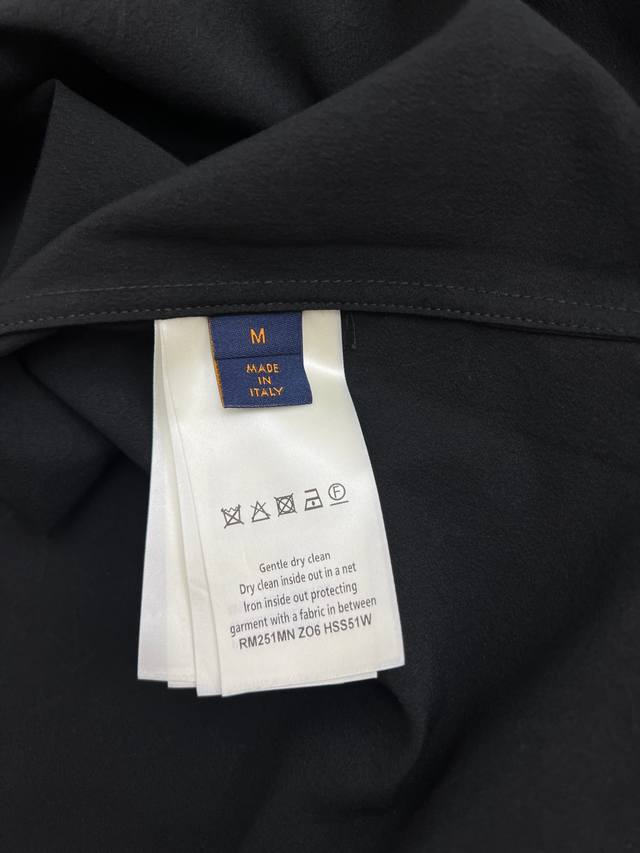 M
MADE
IN
ITALY
F
Gentle dry clean
Dry clean inside out in a net
Iron inside out protecting
garment with a fabric in between
RM251MN ZO6 HSS51W